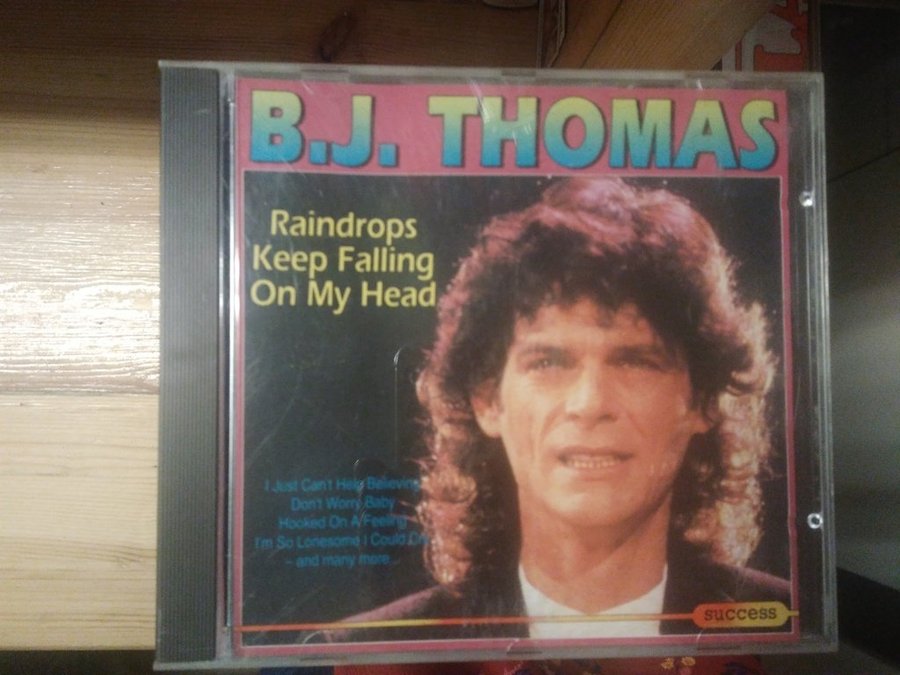 B.J. THOMAS
Raindrops
Keep Falling
On My Head
I Just Can't Help Believing
Don't Worry Baby
Hooked On A Feeling
I'm So Lonesome I Could Cry
– and many more...
success